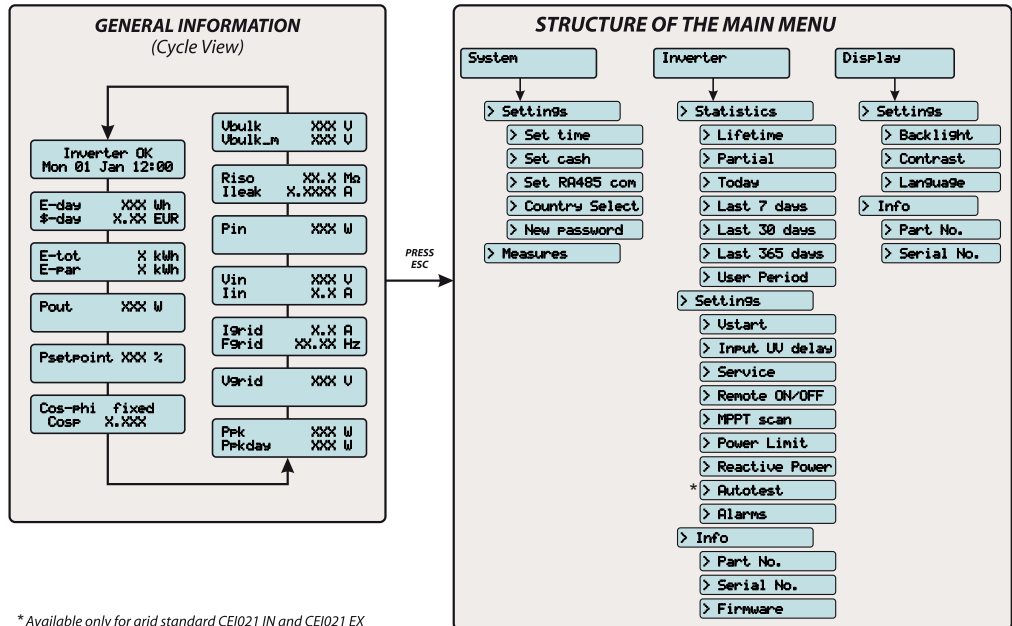 GENERAL INFORMATION
(Cycle View)
Inverter OK
Mon 01 Jan 12:00
E-day XXX Wh
$-day X.XX EUR
E-tot X kWh
E-par X kWh
Pout XXX W
Psetpoint XXX %
Cos-phi fixed
Cosp X.XXX
Vbulk XXX V
Vbulk_m XXX V
Riso XX.X MΩ
Ileak X.XXXX A
Pin XXX W
Vin XXX V
Iin X.X A
Igrid X.X A
Fgrid XX.XX Hz
Vgrid XXX V
Ppk XXX W
Ppkday XXX W
PRESS
ESC
STRUCTURE OF THE MAIN MENU
System
> Settings
> Set time
> Set cash
> Set RA485 com
> Country Select
> New password
> Measures
Inverter
> Statistics
> Lifetime
> Partial
> Today
> Last 7 days
> Last 30 days
> Last 365 days
> User Period
> Settings
> Vstart
> Input UV delay
> Service
> Remote ON/OFF
> MPPT scan
> Power Limit
> Reactive Power
* > Autotest
> Alarms
> Info
> Part No.
> Serial No.
> Firmware
Display
> Settings
> Backlight
> Contrast
> Language
> Info
> Part No.
> Serial No.
* Available only for grid standard CEI021 IN and CEI021 EX